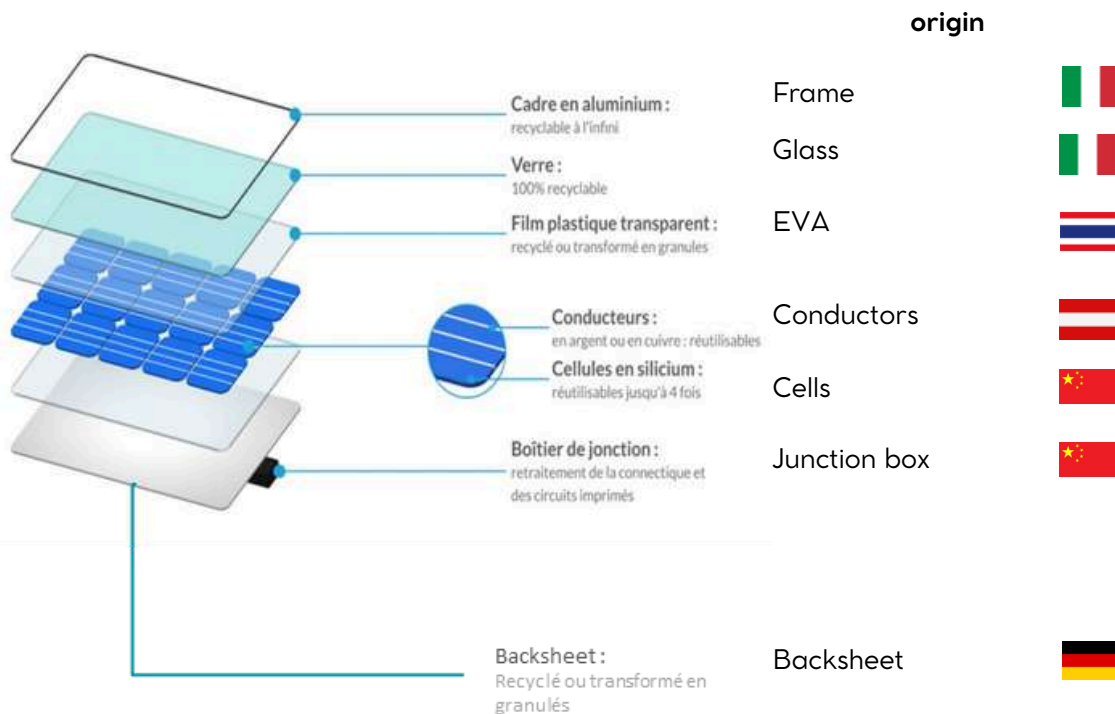 origin
Cadre en aluminium :
recyclable à l'infini
Frame
Verre :
100% recyclable
Glass
Film plastique transparent :
recyclé ou transformé en granules
EVA
Conducteurs :
en argent ou en cuivre : réutilisables
Conductors
Cellules en silicium :
réutilisables jusqu'à 4 fois
Cells
Boîtier de jonction :
retraitement de la connectique et
des circuits imprimés
Junction box
Backsheet :
Recyclé ou transformé en
granulés
Backsheet